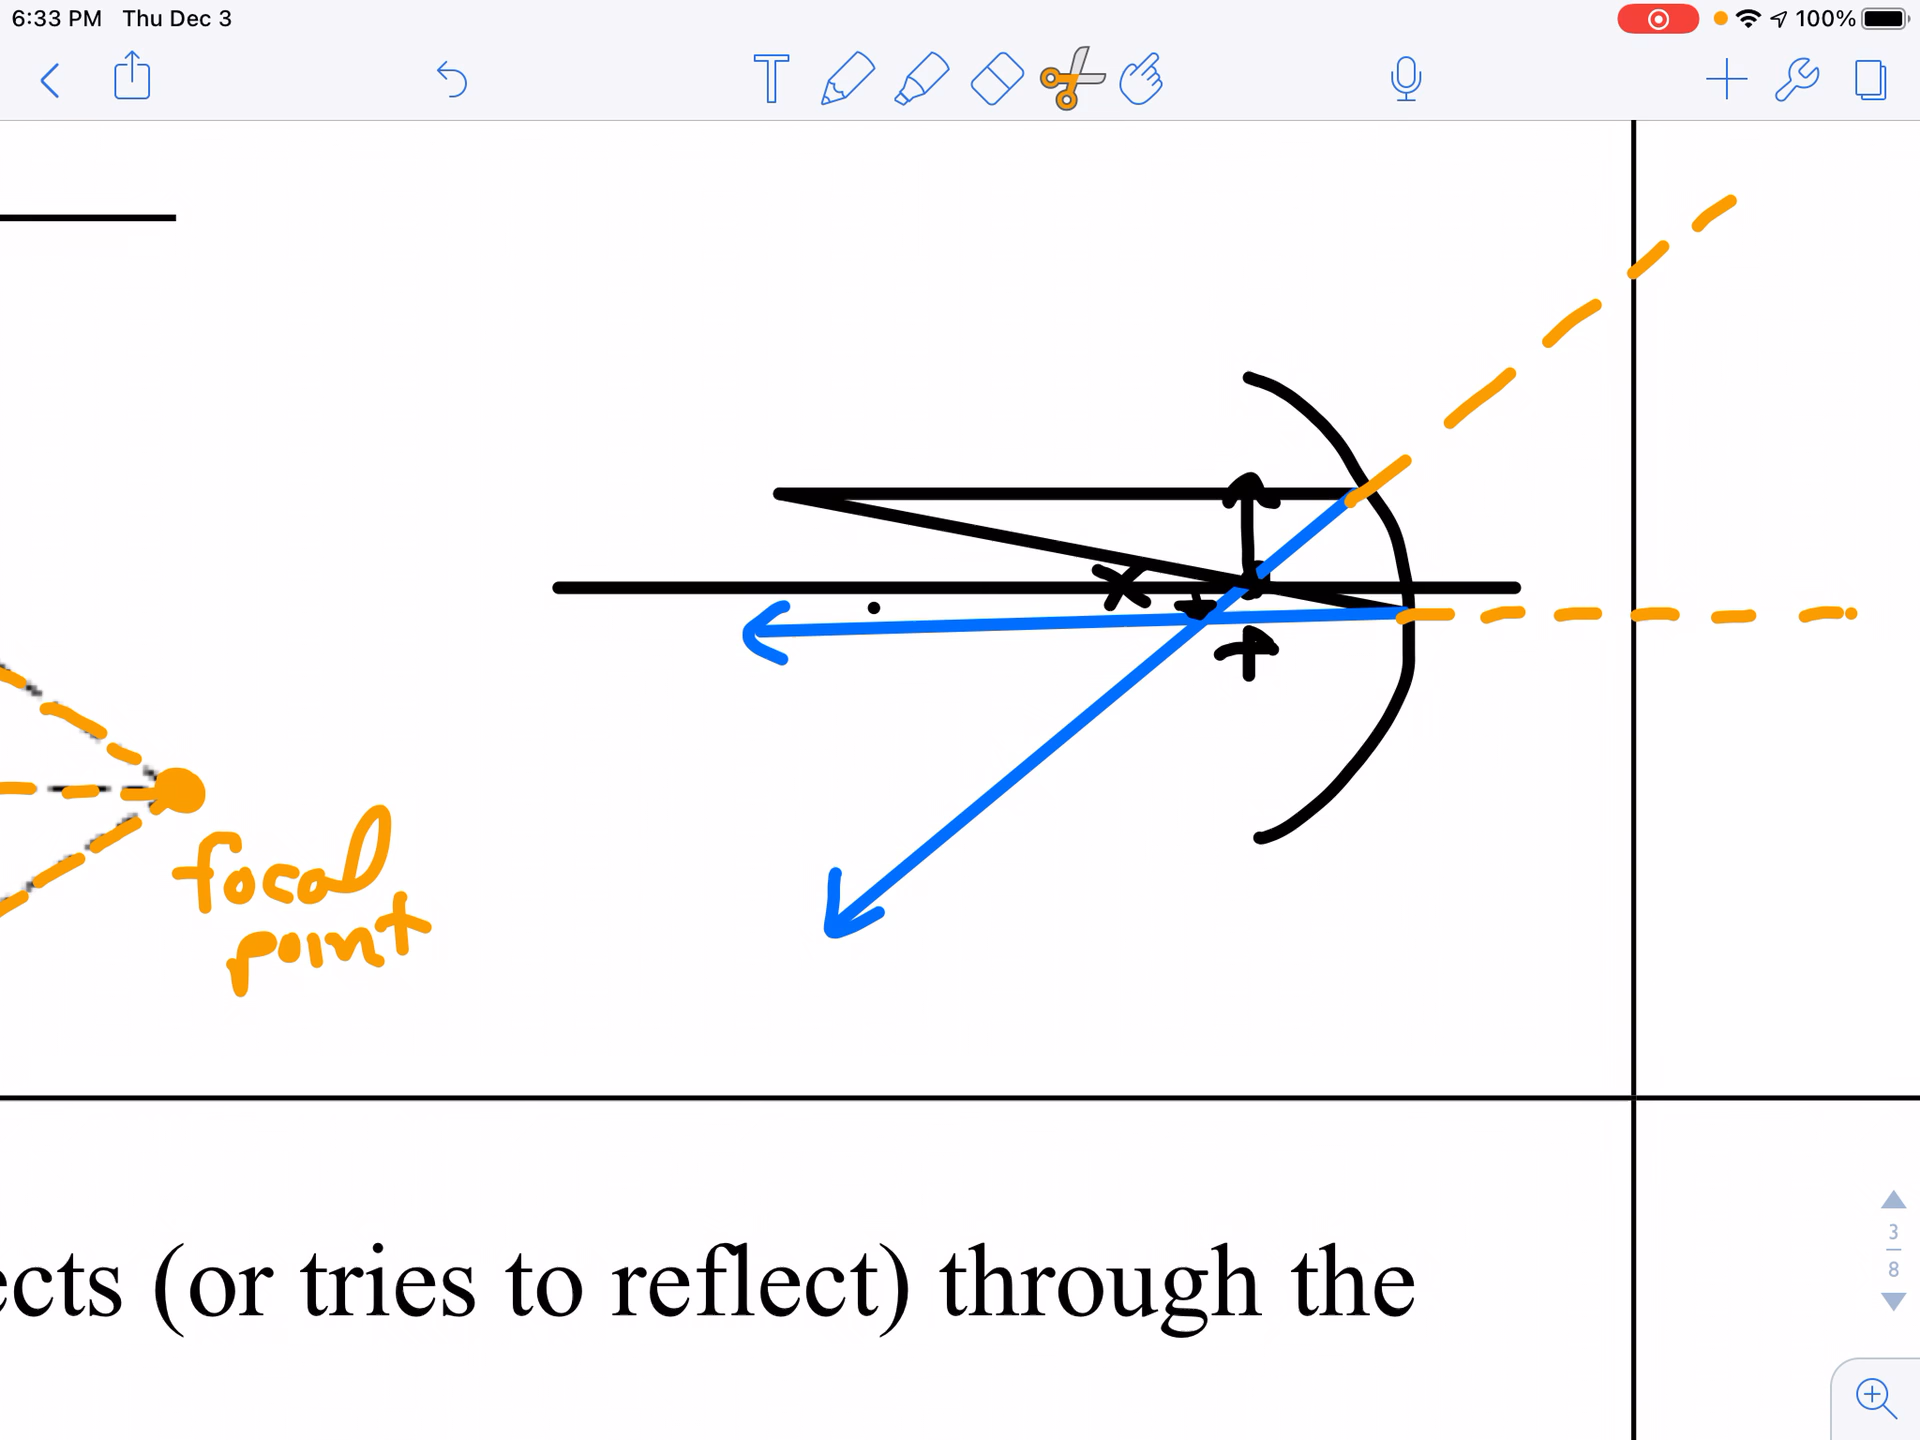 6:33 PM Thu Dec 3
100%
T
f
focal
point
3
8
ects (or tries to reflect) through the